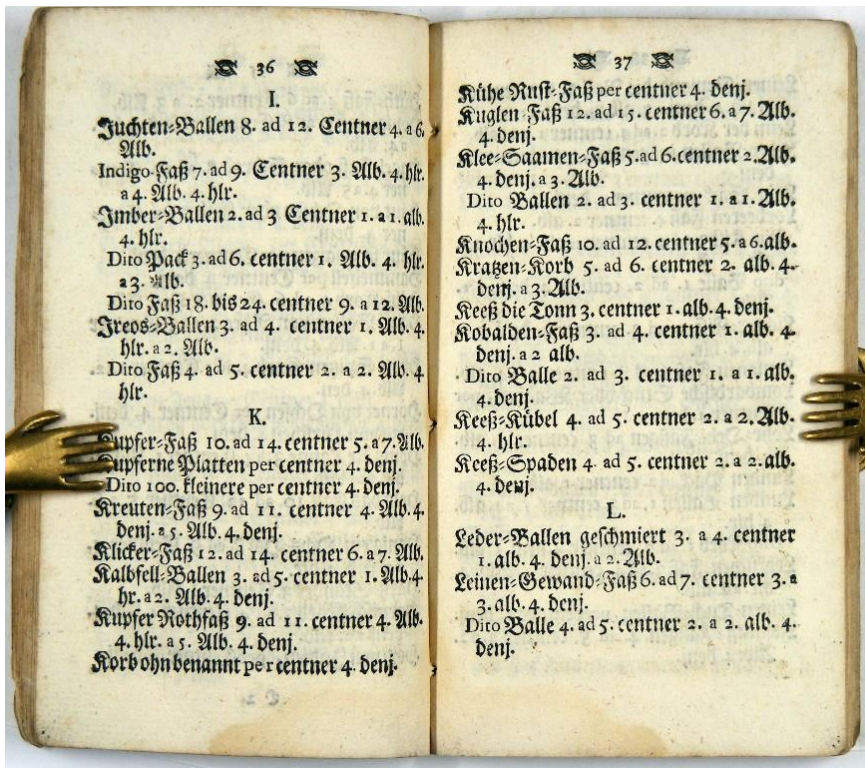 36
I.
Juchten-Ballen 8. ad 12. Centner 4. a 6.
Alb.
Indigo-Faß 7. ad 9. Centner 3. Alb. 4. hlr.
a 4. Alb. 4. hlr.
Imber-Ballen 2. ad 3 Centner 1. a 1. alb.
4. hlr.
Dito Pack 3. ad 6. centner 1. Alb. 4. hlr.
a 3. Alb.
Dito Faß 18. bis 24. centner 9. a 12. Alb.
Ireos-Ballen 3. ad 4. centner 1. Alb. 4.
hlr. a 2. Alb.
Dito Faß 4. ad 5. centner 2. a 2. Alb. 4
hlr.
K.
Kupfer-Faß 10. ad 14. centner 5. a 7. Alb.
Kupferne Platten per centner 4. denj.
Dito 100. kleinere per centner 4. denj.
Kreuten-Faß 9. ad 11. centner 4. Alb. 4.
denj. a 5. Alb. 4. denj.
Klicker-Faß 12. ad 14. centner 6. a 7. Alb.
Kalbfell-Ballen 3. ad 5. centner 1. Alb. 4.
hr. a 2. Alb. 4. denj.
Kupfer Rothfaß 9. ad 11. centner 4. Alb.
4. hlr. a 5. Alb. 4. denj.
Korb ohn benannt per centner 4. denj.
37
Kühe Rust-Faß per centner 4. denj.
Kuglen-Faß 12. ad 15. centner 6. a 7. Alb.
4. denj.
Klee-Saamen-Faß 5. ad 6. centner 2. Alb.
4. denj. a 3. Alb.
Dito Ballen 2. ad 3. centner 1. a 1. Alb.
4. hlr.
Knochen-Faß 10. ad 12. centner 5. a 6. alb.
Kratzen-Korb 5. ad 6. centner 2. alb. 4.
denj. a 3. Alb.
Keeß die Tonn 3. centner 1. alb. 4. denj.
Kobalden-Faß 3. ad 4. centner 1. alb. 4.
denj. a 2 alb.
Dito Balle 2. ad 3. centner 1. a 1. alb.
4. denj.
Keeß-Kübel 4. ad 5. centner 2. a 2. Alb.
4. hlr.
Keeß-Spaden 4. ad 5. centner 2. a 2. alb.
4. denj.
L.
Leder-Ballen geschmiert 3. a 4. centner
1. alb. 4. denj. a 2. Alb.
Leinen-Gewand-Faß 6. ad 7. centner 3. a
3. alb. 4. denj.
Dito Balle 4. ad 5. centner 2. a 2. alb. 4.
denj.